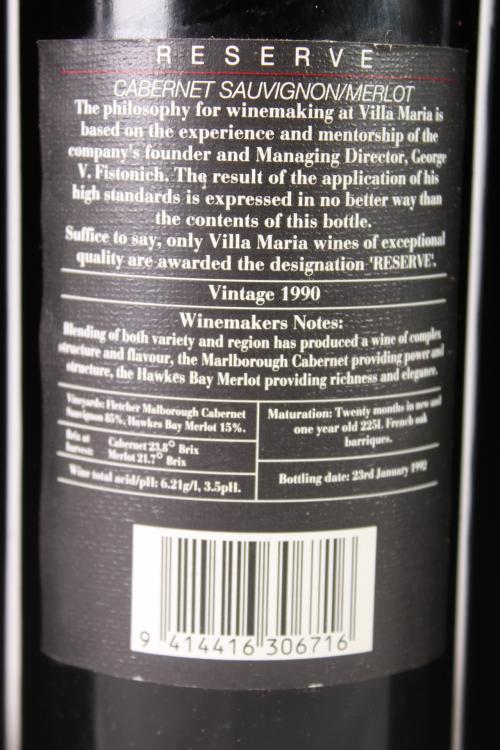 RESERVE
CABERNET SAUVIGNON/MERLOT
The philosophy for winemaking at Villa Maria is
based on the experience and mentorship of the
company's founder and Managing Director, George
V. Fistonich. The result of the application of his
high standards is expressed in no better way than
the contents of this bottle.
Suffice to say, only Villa Maria wines of exceptional
quality are awarded the designation 'RESERVE'.
Vintage 1990
Winemakers Notes:
Blending of both variety and region has produced a wine of complex
structure and flavour, the Marlborough Cabernet providing power and
structure, the Hawkes Bay Merlot providing richness and elegance.
Vineyards: Fletcher Malborough Cabernet
Sauvignon 85%, Hawkes Bay Merlot 15%.
Brix at
harvest:
Cabernet 23.8° Brix
Merlot 21.7° Brix
Wine total acid/pH: 6.21g/l, 3.5pH.
Maturation: Twenty months in new and
one year old 225l. French oak
barriques.
Bottling date: 23rd January 1992
9 414416 306716